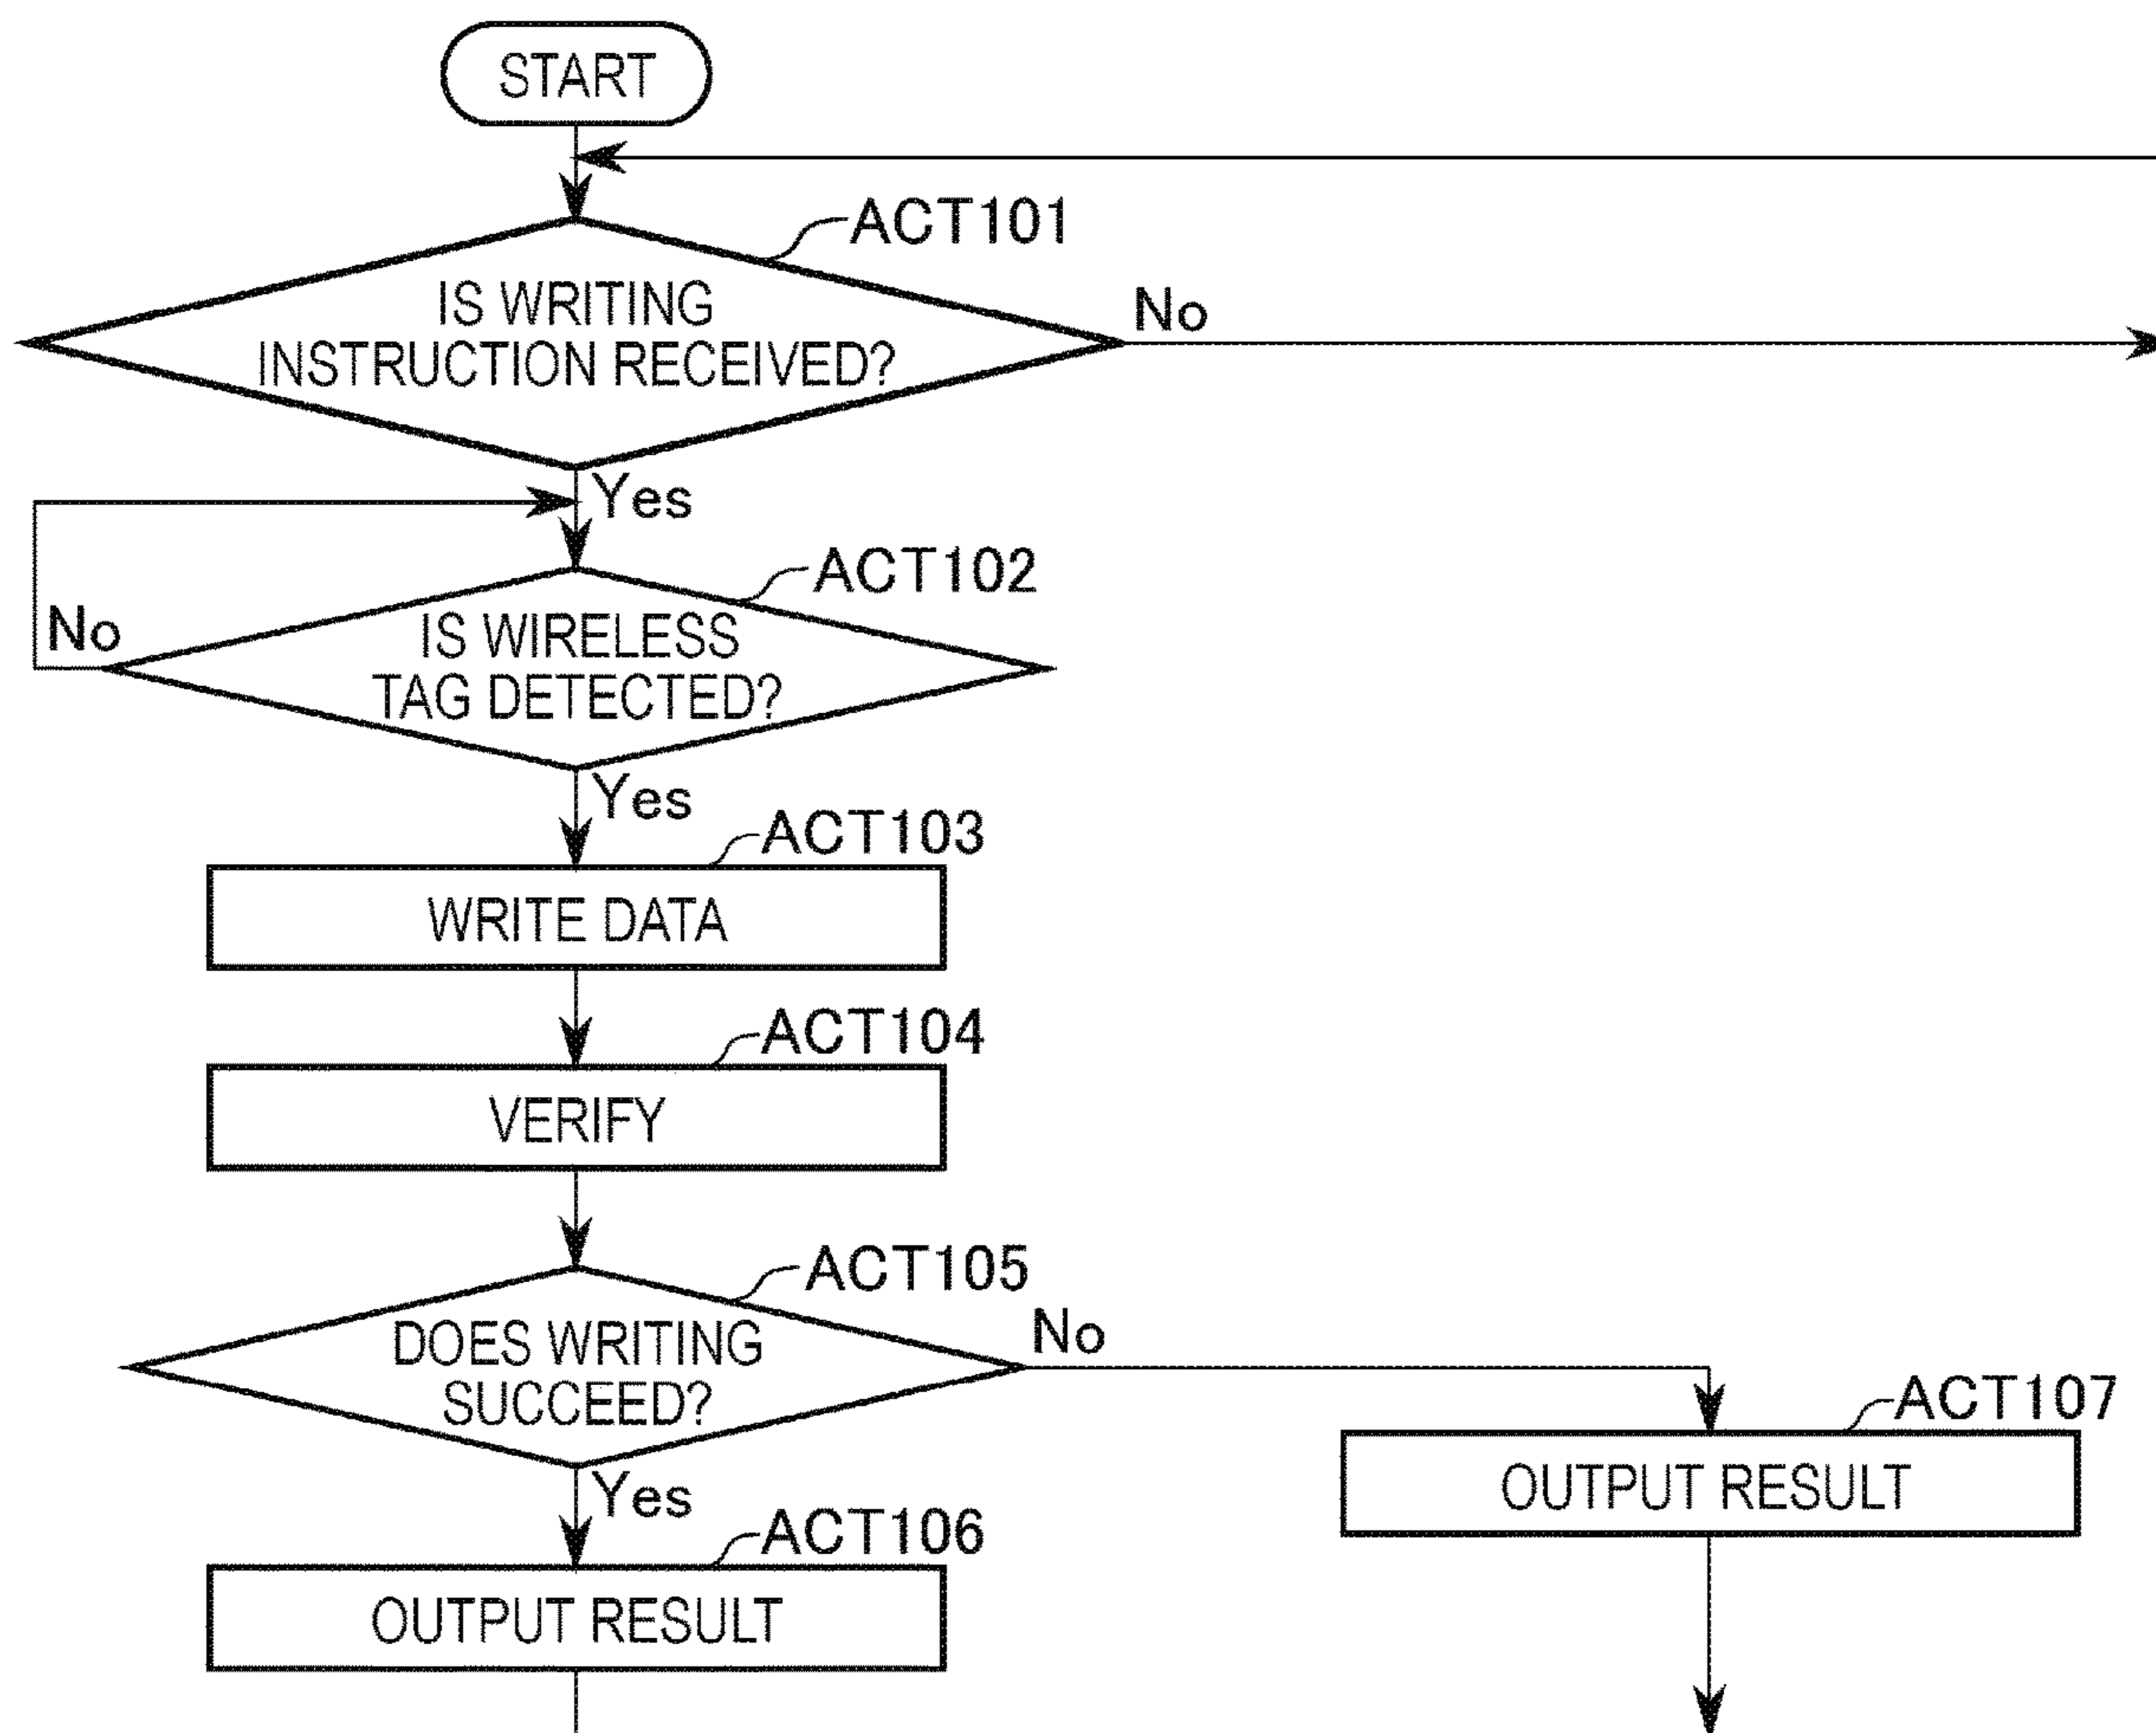 START
ACT101
IS WRITING
INSTRUCTION RECEIVED?
No
Yes
ACT102
IS WIRELESS
TAG DETECTED?
No
Yes
ACT103
WRITE DATA
ACT104
VERIFY
ACT105
DOES WRITING
SUCCEED?
No
Yes
ACT107
OUTPUT RESULT
ACT106
OUTPUT RESULT